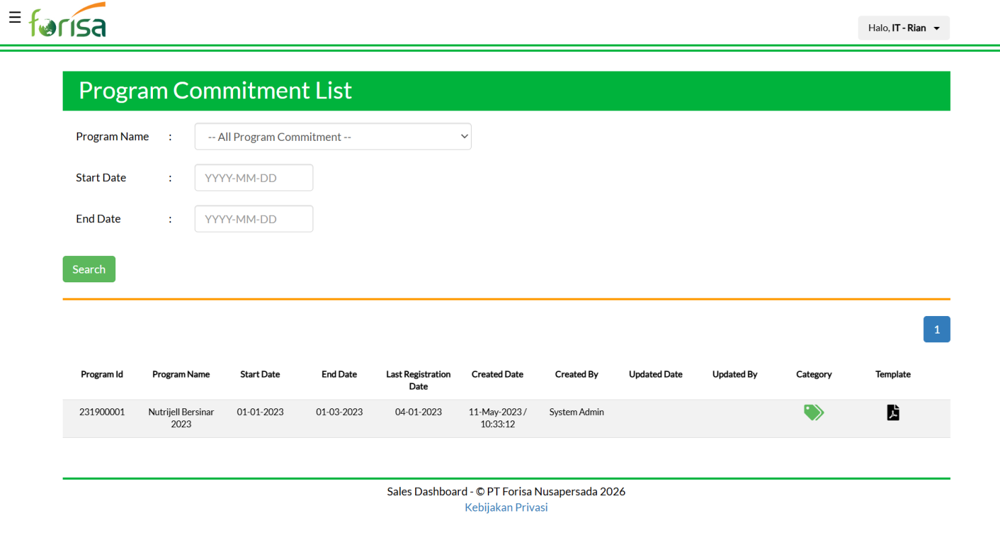 ☰ forisa
Halo, IT - Rian
Program Commitment List
Program Name : -- All Program Commitment --
Start Date : YYYY-MM-DD
End Date : YYYY-MM-DD
Search
1
Program Id Program Name Start Date End Date Last Registration Date Created Date Created By Updated Date Updated By Category Template
231900001 Nutrijell Bersinar 2023 01-01-2023 01-03-2023 04-01-2023 11-May-2023 / 10:33:12 System Admin
Sales Dashboard - © PT Forisa Nusapersada 2026
Kebijakan Privasi